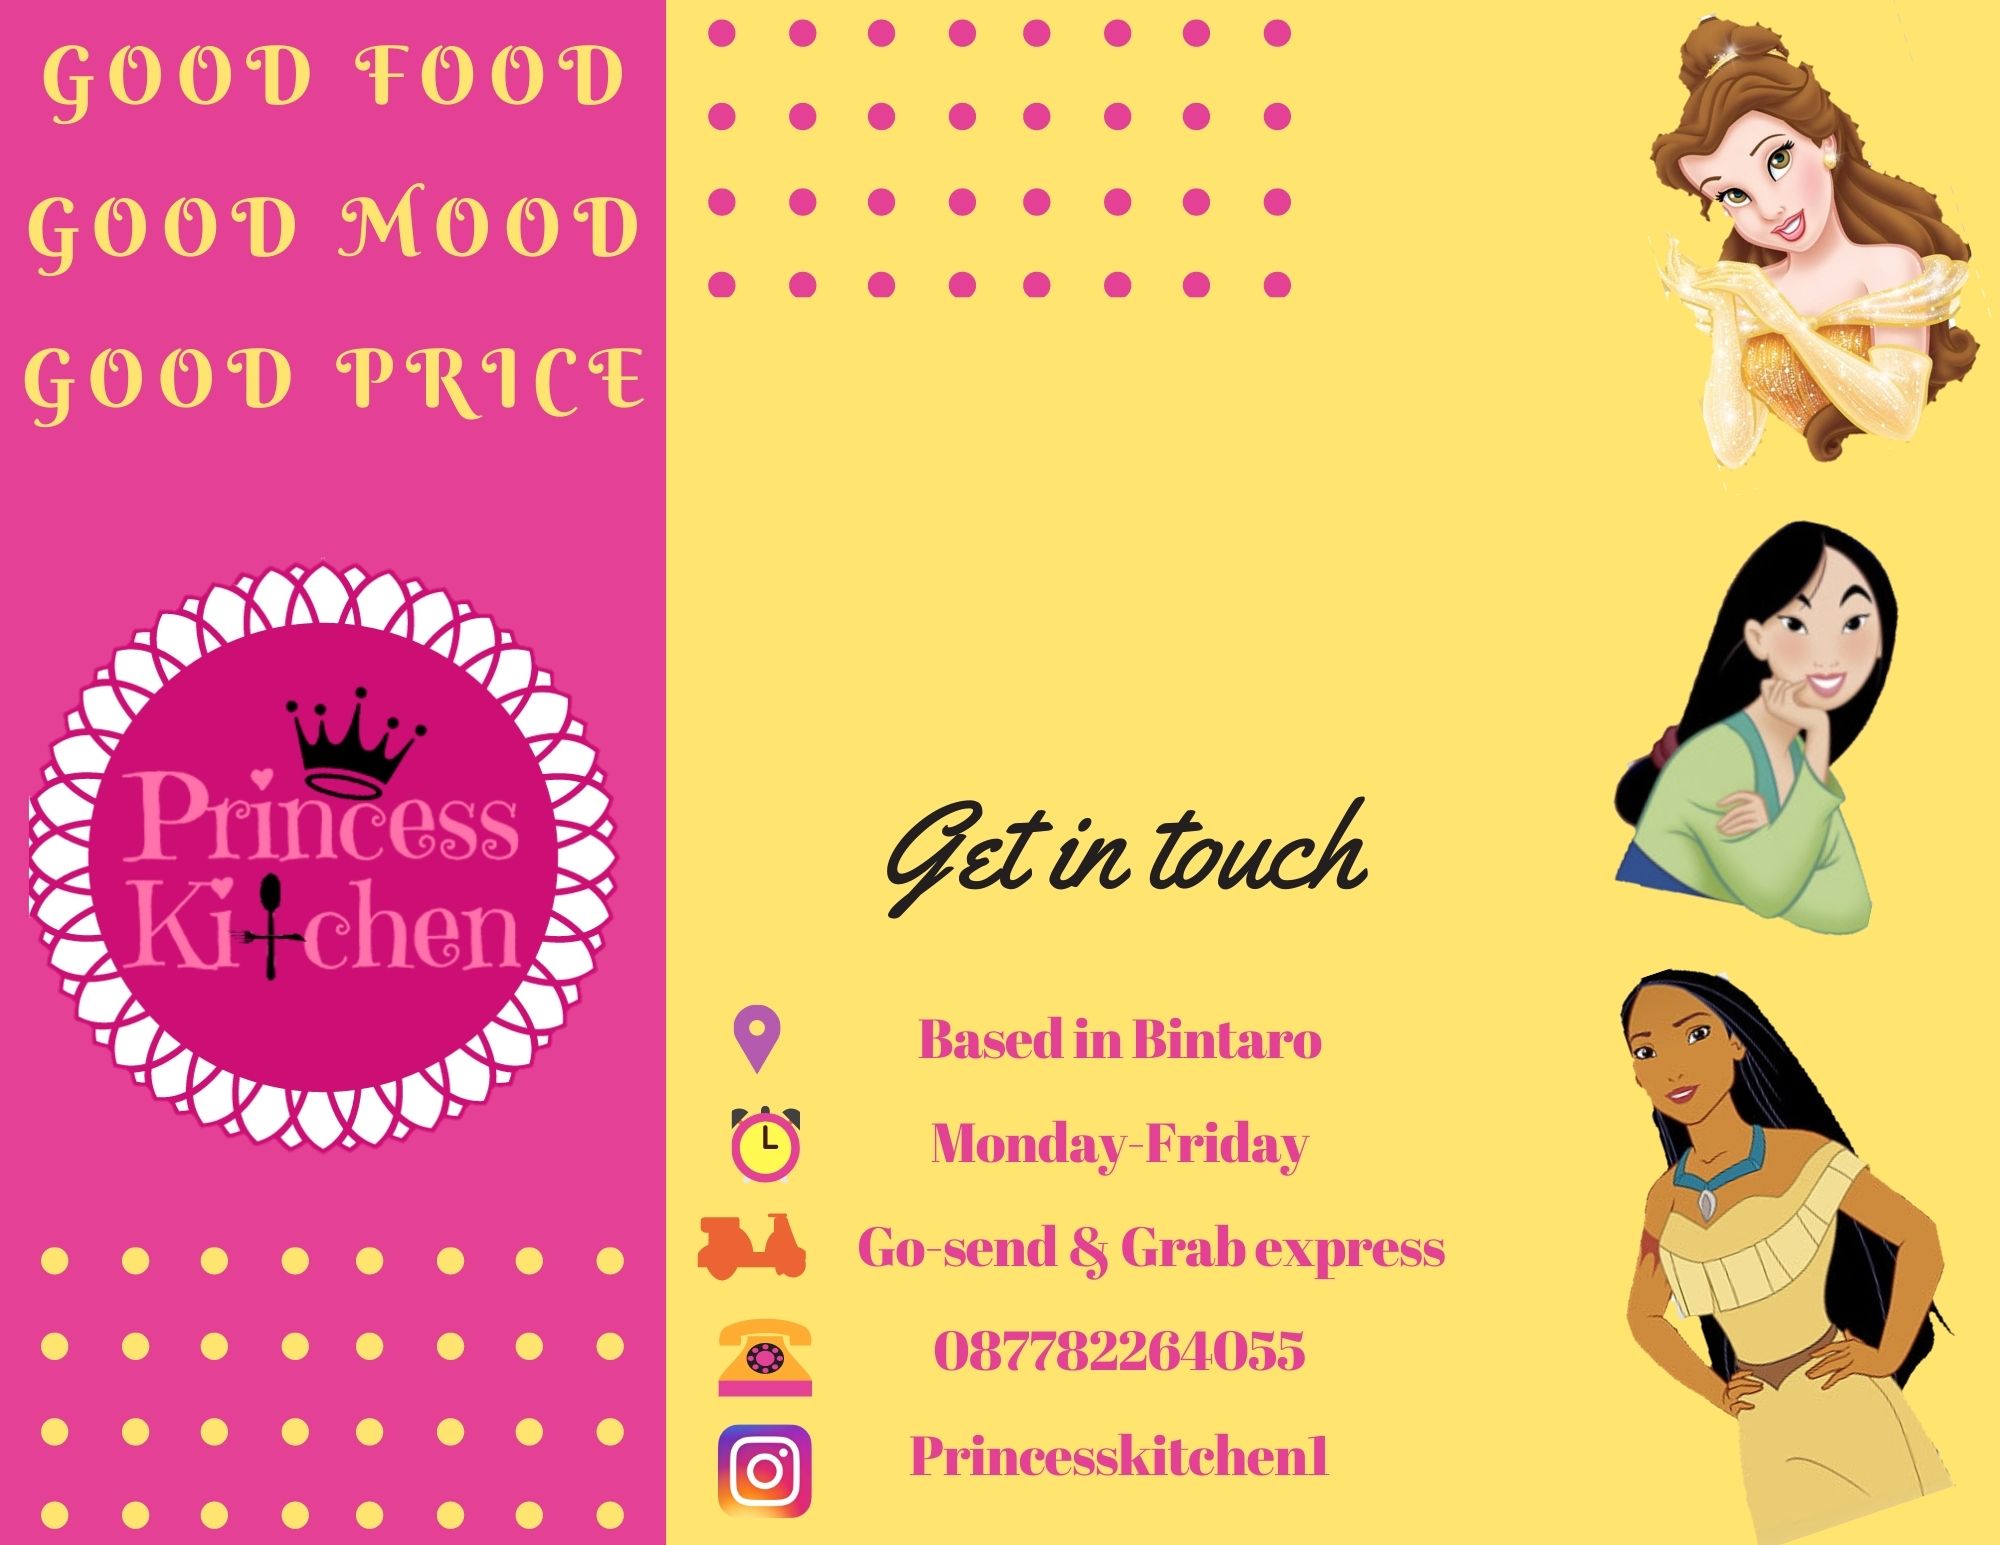 GOOD FOOD
GOOD MOOD
GOOD PRICE
Princess
Kitchen
Get in touch
Based in Bintaro
Monday-Friday
Go-send & Grab express
087782264055
Princesskitchen1